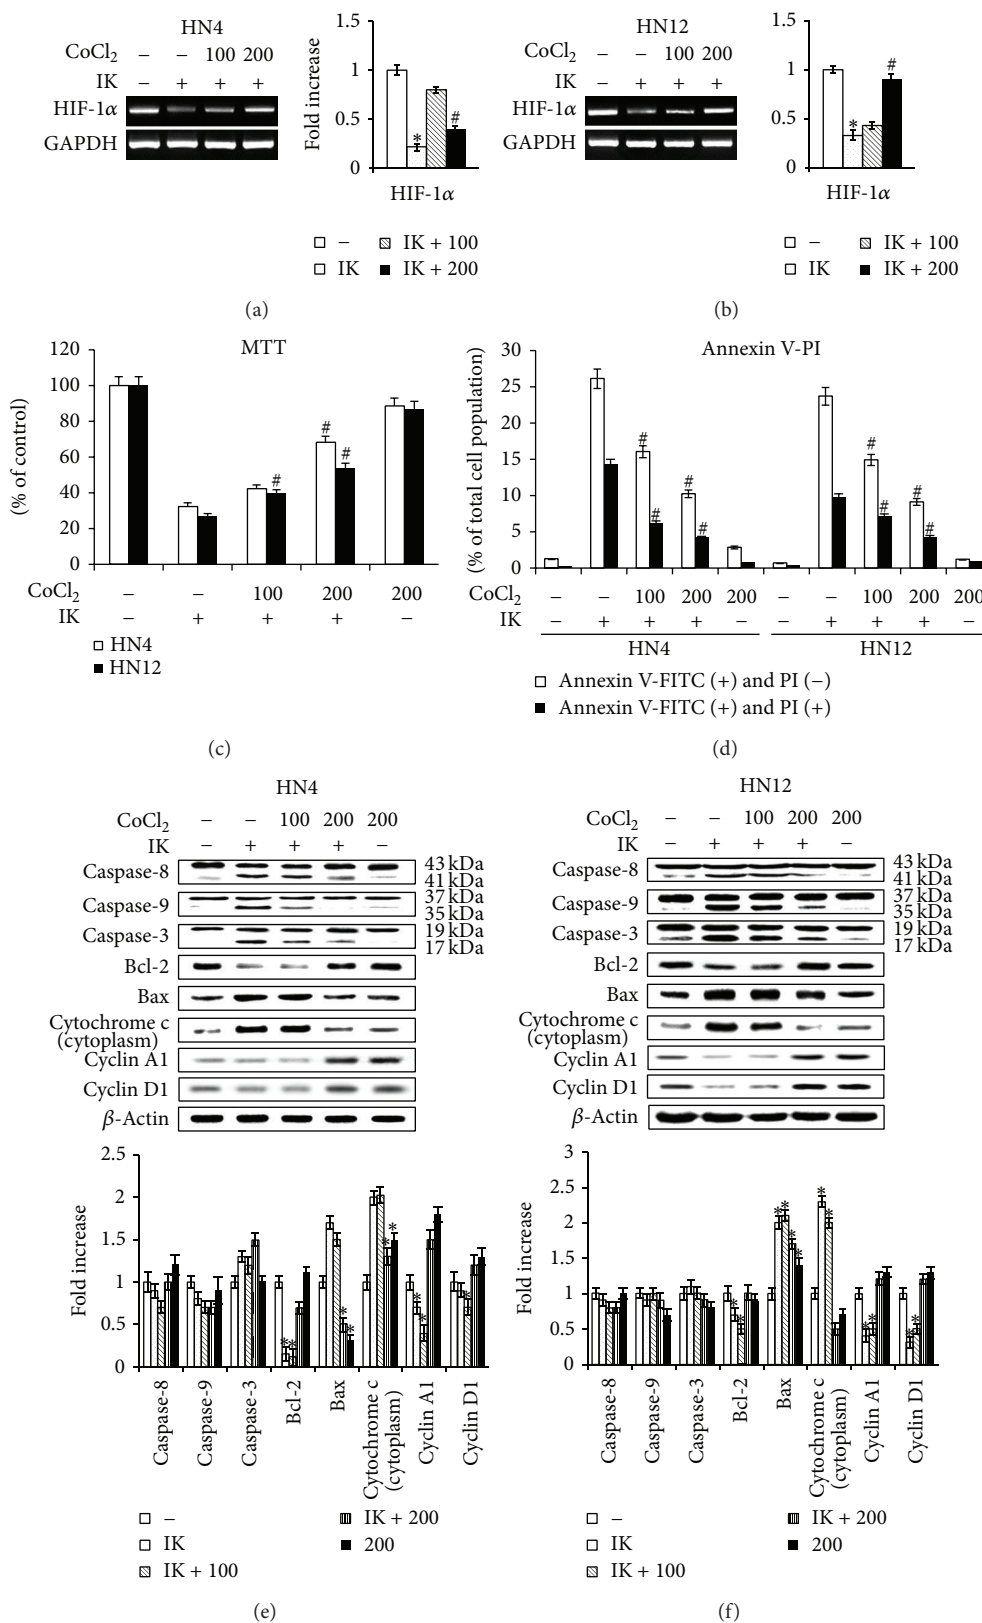 HN4
CoCl2 − − 100 200
IK − + + +
HIF-1α
GAPDH
Fold increase
1.5
1
0.5
0
*
#
HIF-1α
− IK + 100
IK IK + 200
(a)
HN12
CoCl2 − − 100 200
IK − + + +
HIF-1α
GAPDH
1.5
1
0.5
0
*
#
HIF-1α
− IK + 100
IK IK + 200
(b)
MTT
(% of control)
120
100
80
60
40
20
0
# # #
CoCl2 − − 100 200 200
IK − + + + −
HN4
HN12
(c)
Annexin V-PI
(% of total cell population)
30
25
20
15
10
5
0
# # # # # # # #
CoCl2 − − 100 200 200 − − 100 200 200
IK − + + + − − + + + −
HN4 HN12
Annexin V-FITC (+) and PI (−)
Annexin V-FITC (+) and PI (+)
(d)
HN4
CoCl2 − − 100 200 200
IK − + + + −
Caspase-8 43 kDa
41 kDa
Caspase-9 37 kDa
35 kDa
Caspase-3 19 kDa
17 kDa
Bcl-2
Bax
Cytochrome c
(cytoplasm)
Cyclin A1
Cyclin D1
β-Actin
Fold increase
2.5
2
1.5
1
0.5
0
* * * * * * * * *
Caspase-8
Caspase-9
Caspase-3
Bcl-2
Bax
Cytochrome c
(cytoplasm)
Cyclin A1
Cyclin D1
− IK + 200
IK 200
IK + 100
(e)
HN12
CoCl2 − − 100 200 200
IK − + + + −
Caspase-8 43 kDa
41 kDa
Caspase-9 37 kDa
35 kDa
Caspase-3 19 kDa
17 kDa
Bcl-2
Bax
Cytochrome c
(cytoplasm)
Cyclin A1
Cyclin D1
β-Actin
Fold increase
3
2.5
2
1.5
1
0.5
0
* * * * * * * * * * * *
Caspase-8
Caspase-9
Caspase-3
Bcl-2
Bax
Cytochrome c
(cytoplasm)
Cyclin A1
Cyclin D1
− IK + 200
IK 200
IK + 100
(f)